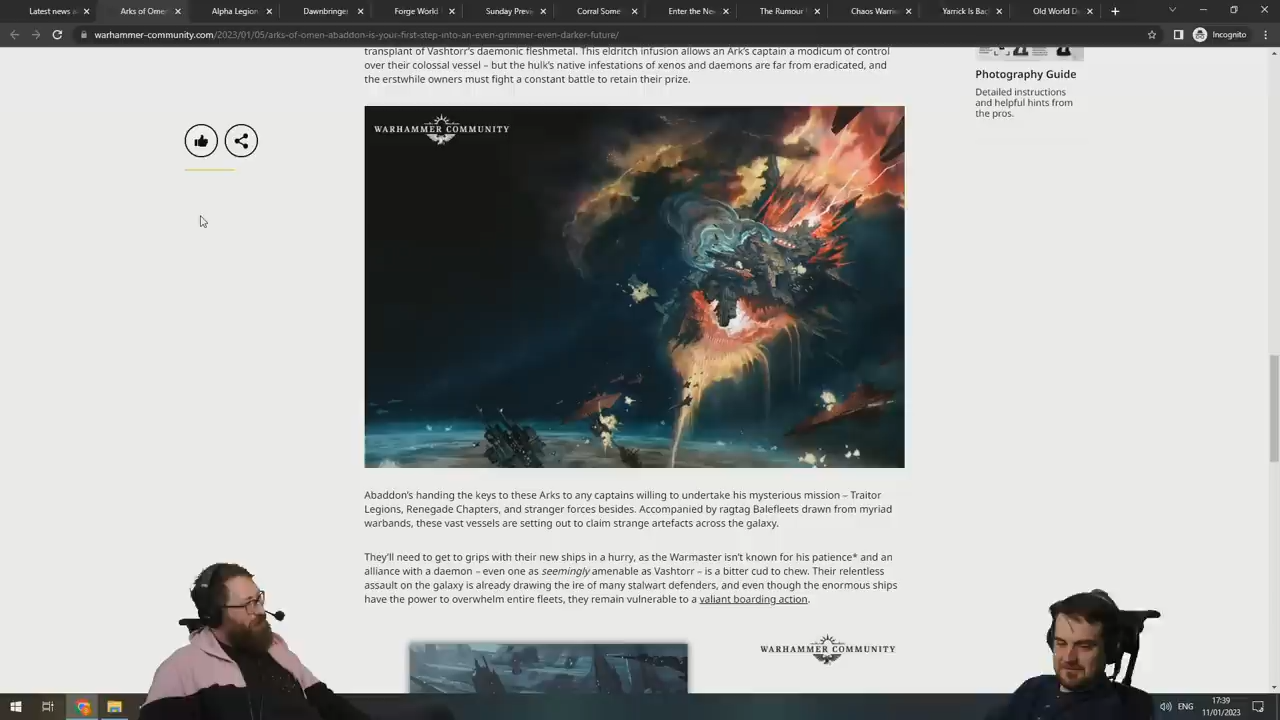 Latest news a
Arks of Ome
Alpha Legion
Dawnbringe
Forge World
Sunday Previ
Corral Some
Enter the Ne
The Rumour
Chaos Warri
Yarrick Is Bac
Old World De
warhammer-community.com/2023/01/05/arks-of-omen-abaddon-is-your-first-step-into-an-even-grimmer-even-darker-future/
Incognito
transplant of Vashtorr's daemonic fleshmetal. This eldritch infusion allows an Ark's captain a modicum of control
over their colossal vessel – but the hulk's native infestations of xenos and daemons are far from eradicated, and
the erstwhile owners must fight a constant battle to retain their prize.
Photography Guide
Detailed instructions
and helpful hints from
the pros.
WARHAMMER COMMUNITY
Abaddon's handing the keys to these Arks to any captains willing to undertake his mysterious mission – Traitor
Legions, Renegade Chapters, and stranger forces besides. Accompanied by ragtag Balefleets drawn from myriad
warbands, these vast vessels are setting out to claim strange artefacts across the galaxy.
They'll need to get to grips with their new ships in a hurry, as the Warmaster isn't known for his patience* and an
alliance with a daemon – even one as seemingly amenable as Vashtorr – is a bitter cud to chew. Their relentless
assault on the galaxy is already drawing the ire of many stalwart defenders, and even though the enormous ships
have the power to overwhelm entire fleets, they remain vulnerable to a valiant boarding action.
WARHAMMER COMMUNITY
ENG
17:39
11/01/2023